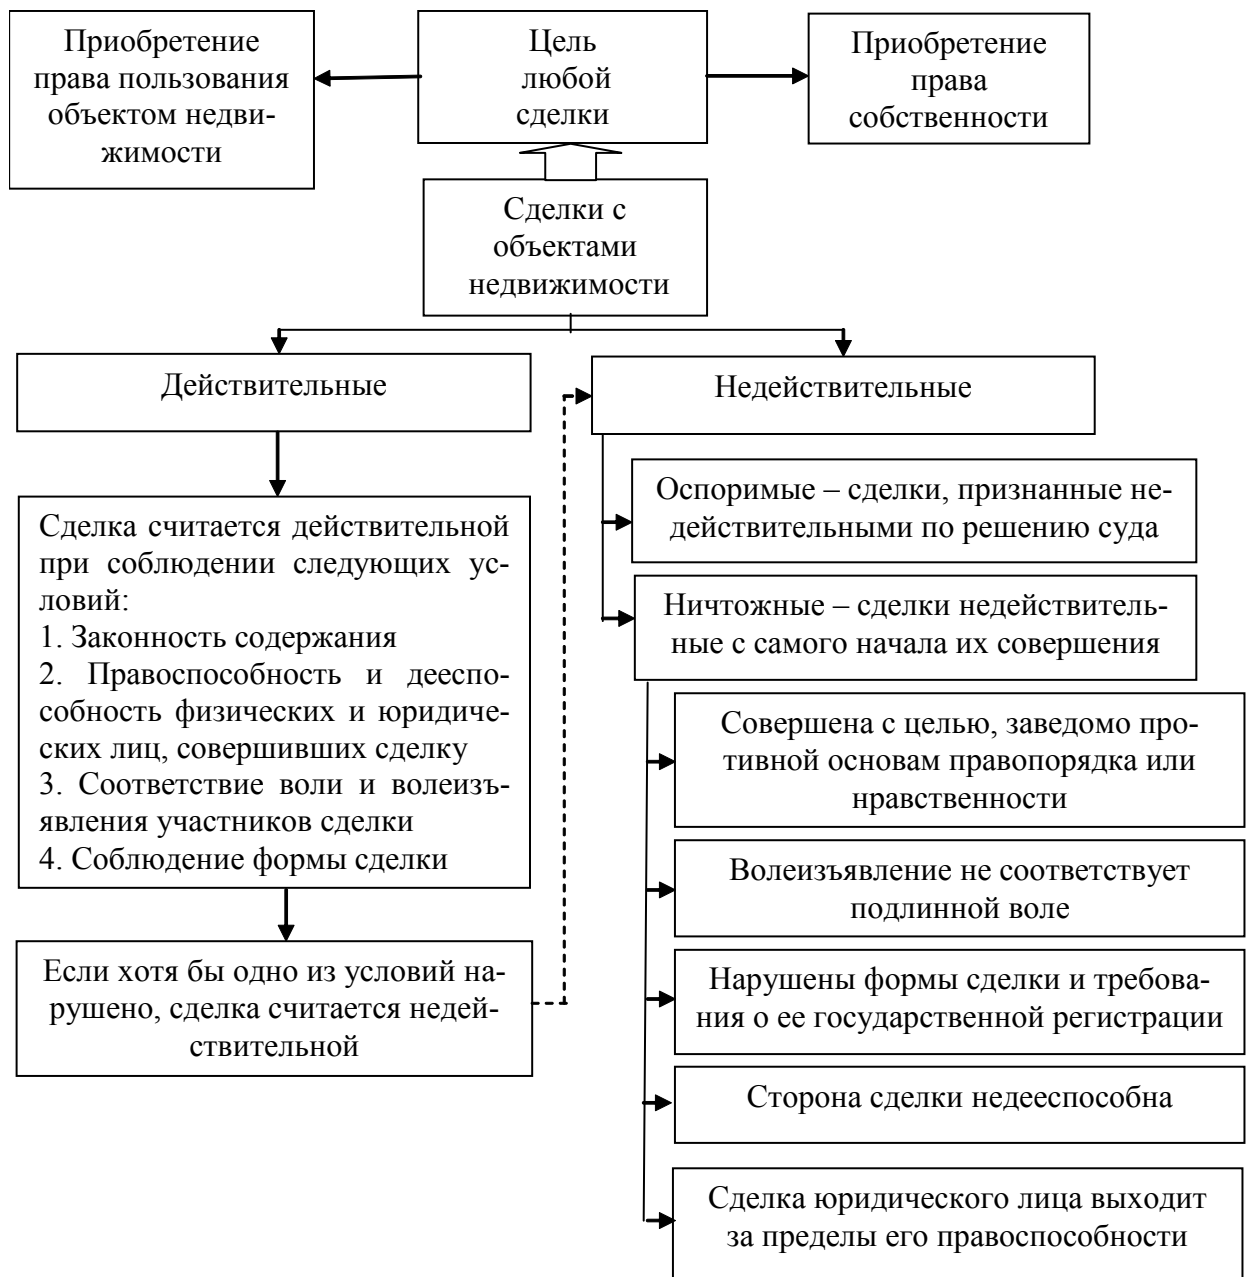 Приобретение
права пользования
объектом недви-
жимости
Цель
любой
сделки
Приобретение
права
собственности
Сделки с
объектами
недвижимости
Действительные
Недействительные
Сделка считается действительной
при соблюдении следующих ус-
ловий:
1. Законность содержания
2. Правоспособность и дееспо-
собность физических и юридиче-
ских лиц, совершивших сделку
3. Соответствие воли и волеизъ-
явления участников сделки
4. Соблюдение формы сделки
Если хотя бы одно из условий на-
рушено, сделка считается недей-
ствительной
Оспоримые – сделки, признанные не-
действительными по решению суда
Ничтожные – сделки недействитель-
ные с самого начала их совершения
Совершена с целью, заведомо про-
тивной основам правопорядка или
нравственности
Волеизъявление не соответствует
подлинной воле
Нарушены формы сделки и требова-
ния о ее государственной регистрации
Сторона сделки недееспособна
Сделка юридического лица выходит
за пределы его правоспособности